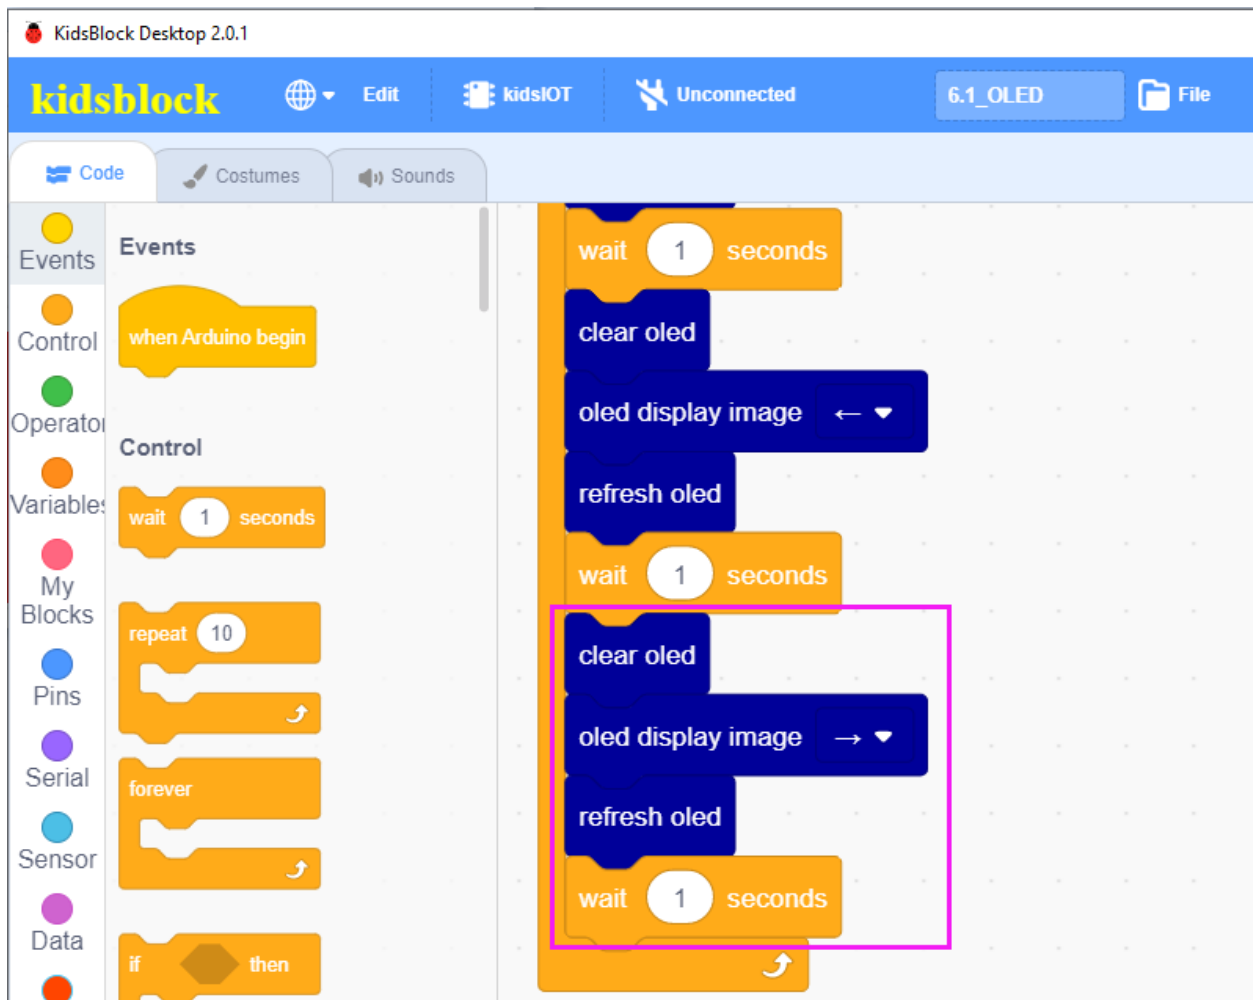 KidsBlock Desktop 2.0.1
kidsblock Edit kidsIOT Unconnected 6.1_OLED File
Code Costumes Sounds
Events
Control
Operator
Variables
My
Blocks
Pins
Serial
Sensor
Data
Events
when Arduino begin
Control
wait 1 seconds
repeat 10
forever
if then
wait 1 seconds
clear oled
oled display image ←
refresh oled
wait 1 seconds
clear oled
oled display image →
refresh oled
wait 1 seconds